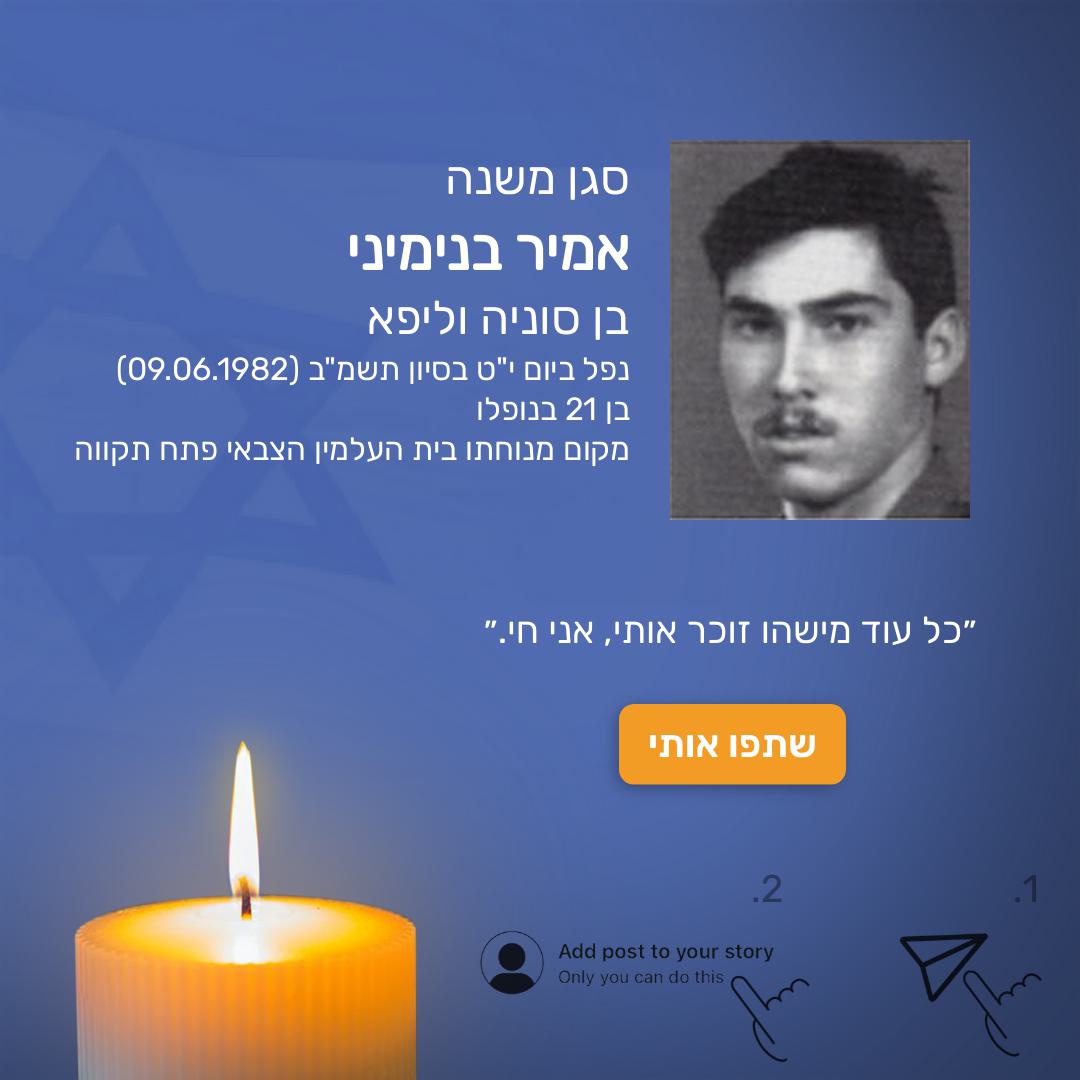 סגן משנה
אמיר בנימיני
בן סוניה וליפא
נפל ביום י"ט בסיון תשמ"ב (09.06.1982)
בן 21 בנופלו
מקום מנוחתו בית העלמין הצבאי פתח תקווה
״כל עוד מישהו זוכר אותי, אני חי.״
שתפו אותי
1.
2.
Add post to your story
Only you can do this